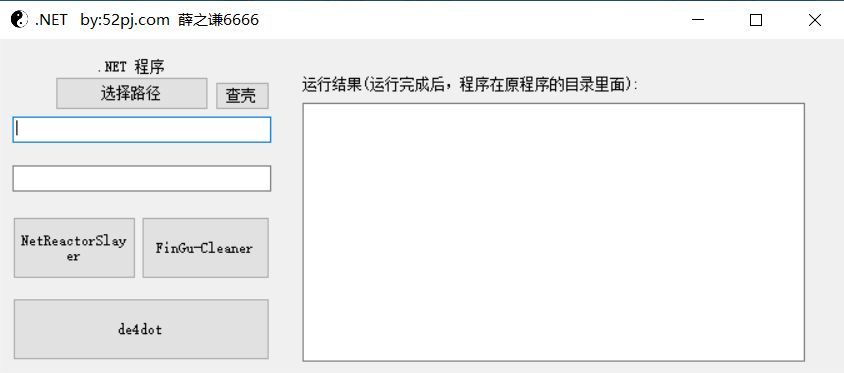 .NET   by:52pj.com  薛之谦6666
.NET 程序
选择路径
查壳
运行结果(运行完成后，程序在原程序的目录里面):
NetReactorSlay
er
FinGu-Cleaner
de4dot